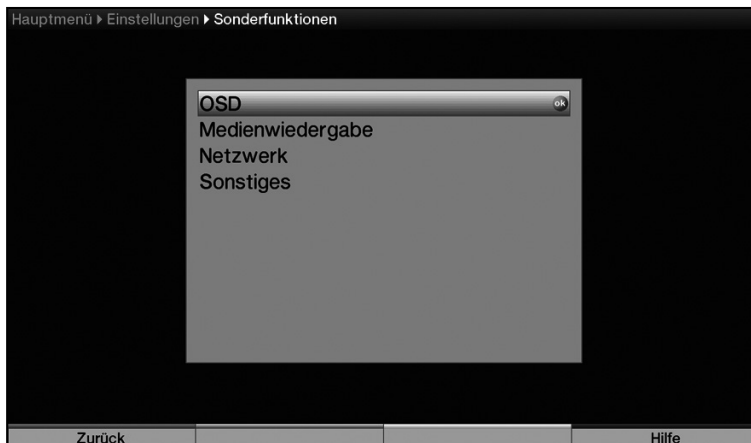 Hauptmenü ▸ Einstellungen ▸ Sonderfunktionen
OSD ok
Medienwiedergabe
Netzwerk
Sonstiges
Zurück Hilfe